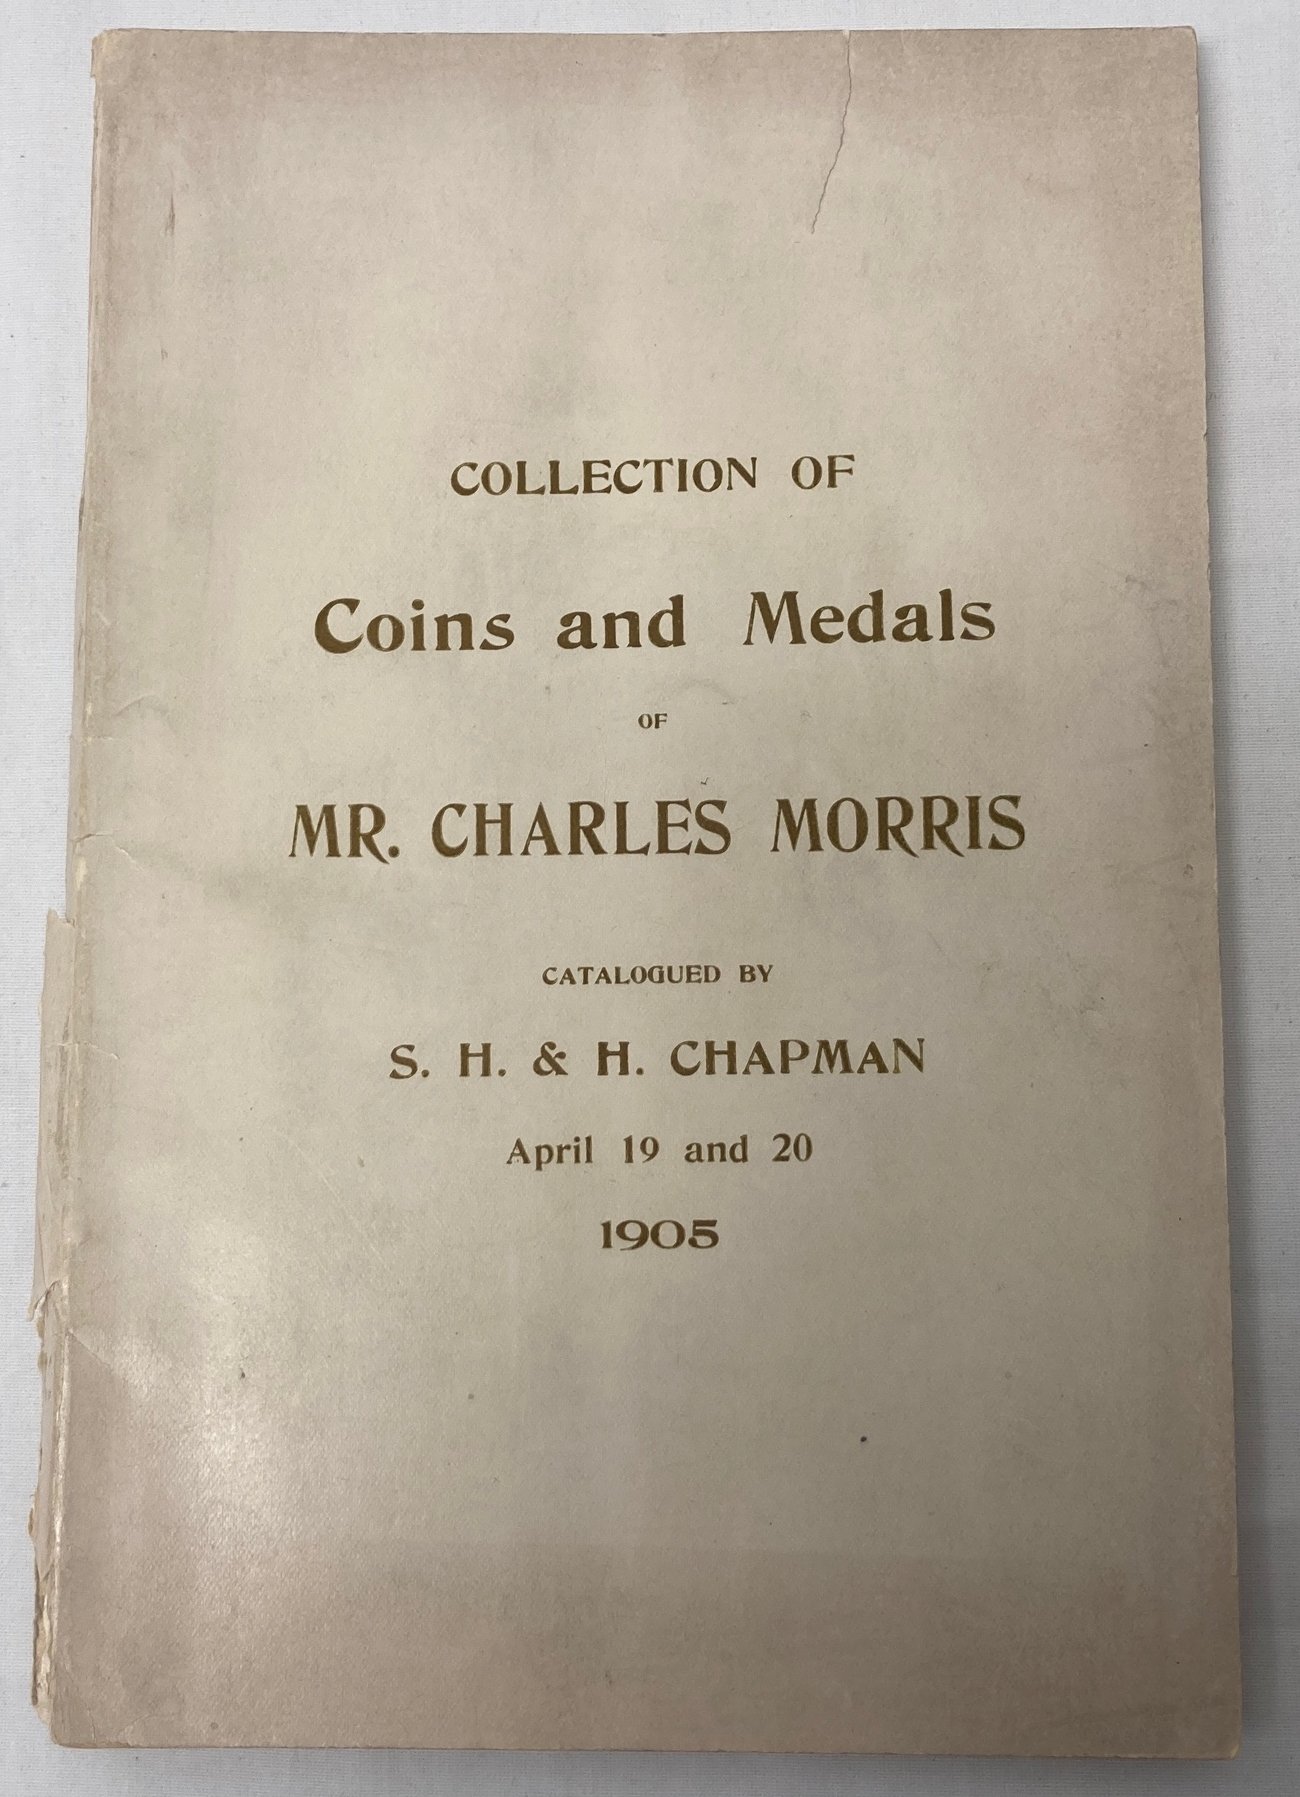 COLLECTION OF
Coins and Medals
OF
MR. CHARLES MORRIS
CATALOGUED BY
S. H. & H. CHAPMAN
April 19 and 20
1905